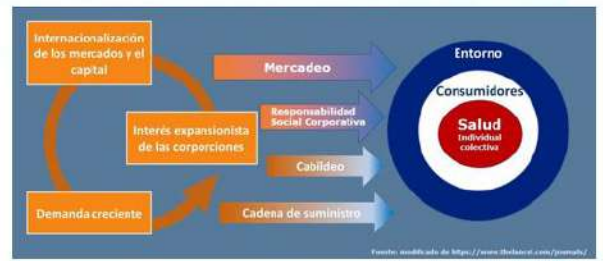 Internacionalización
de los mercados y el
capital
Interés expansionista
de las corporciones
Demanda creciente
Mercadeo
Responsabilidad
Social Corporativa
Cabildeo
Cadena de suministro
Entorno
Consumidores
Salud
Individual
colectiva
Fuente: modificado de https://www.thelancet.com/journals/